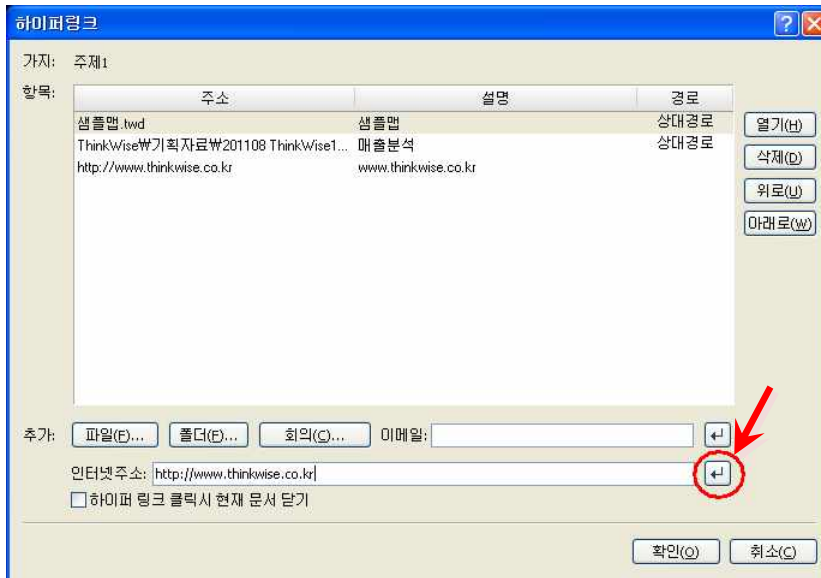 하이퍼링크
가지: 주제1
항목:
주소 설명 경로
샘플맵.twd 샘플맵 상대경로
ThinkWise₩기획자료₩201108 ThinkWise1... 매출분석 상대경로
http://www.thinkwise.co.kr www.thinkwise.co.kr
열기(H)
삭제(D)
위로(U)
아래로(W)
추가: 파일(F)... 폴더(F)... 회의(C)... 이메일:
인터넷주소: http://www.thinkwise.co.kr
하이퍼 링크 클릭시 현재 문서 닫기
확인(O) 취소(C)